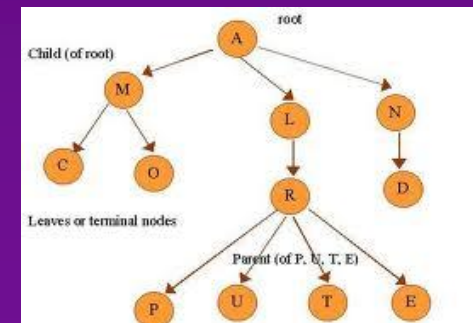 root
A
Child (of root)
M
L
N
C
O
R
D
Leaves or terminal nodes
Parent (of P, U, T, E)
P
U
T
E